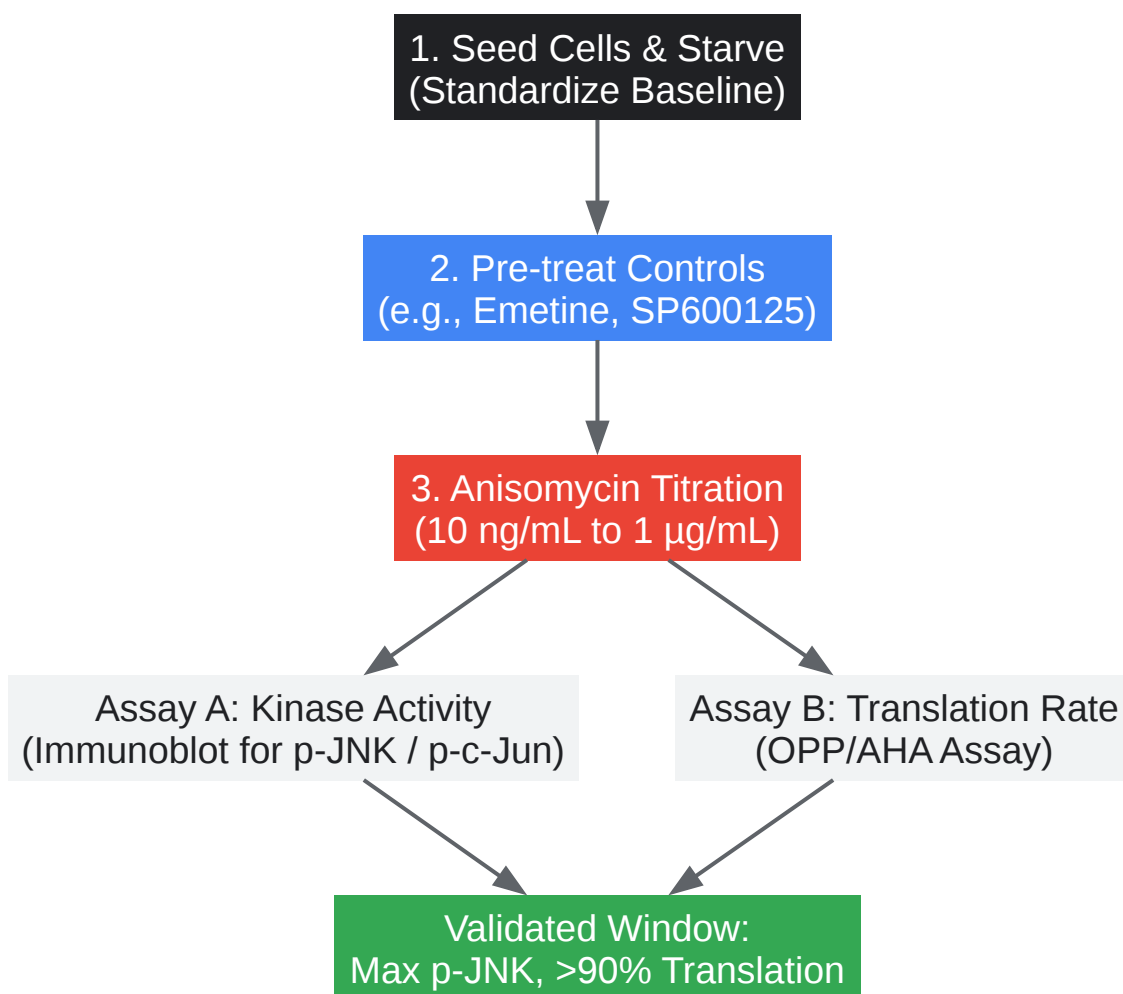 1. Seed Cells & Starve
(Standardize Baseline)
2. Pre-treat Controls
(e.g., Emetine, SP600125)
3. Anisomycin Titration
(10 ng/mL to 1 µg/mL)
Assay A: Kinase Activity
(Immunoblot for p-JNK / p-c-Jun)
Assay B: Translation Rate
(OPP/AHA Assay)
Validated Window:
Max p-JNK, >90% Translation